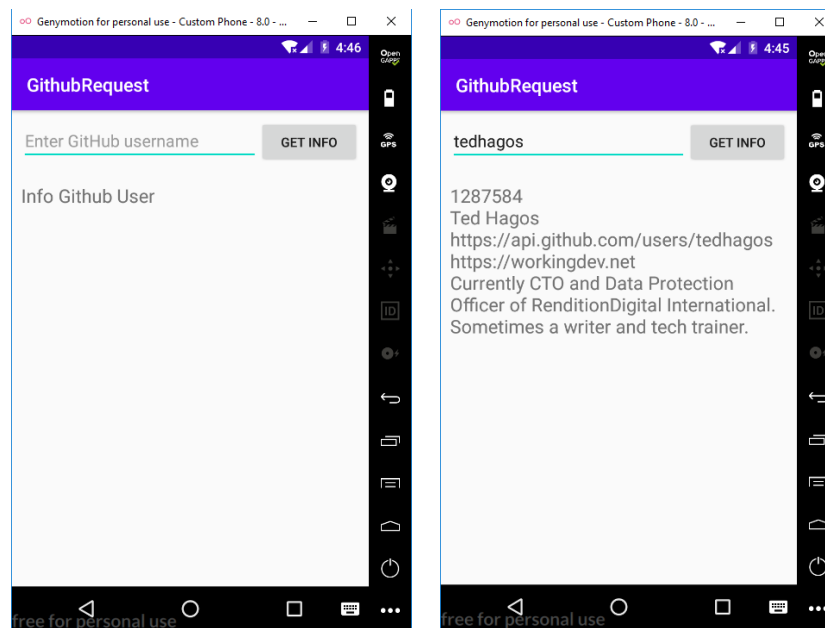 Genymotion for personal use - Custom Phone - 8.0 - ...
4:46
Open
GAPPS
GithubRequest
Enter GitHub username
GET INFO
GPS
Info Github User
ID
free for personal use
Genymotion for personal use - Custom Phone - 8.0 - ...
4:45
Open
GAPPS
GithubRequest
tedhagos
GET INFO
GPS
1287584
Ted Hagos
https://api.github.com/users/tedhagos
https://workingdev.net
Currently CTO and Data Protection
Officer of RenditionDigital International.
Sometimes a writer and tech trainer.
ID
free for personal use